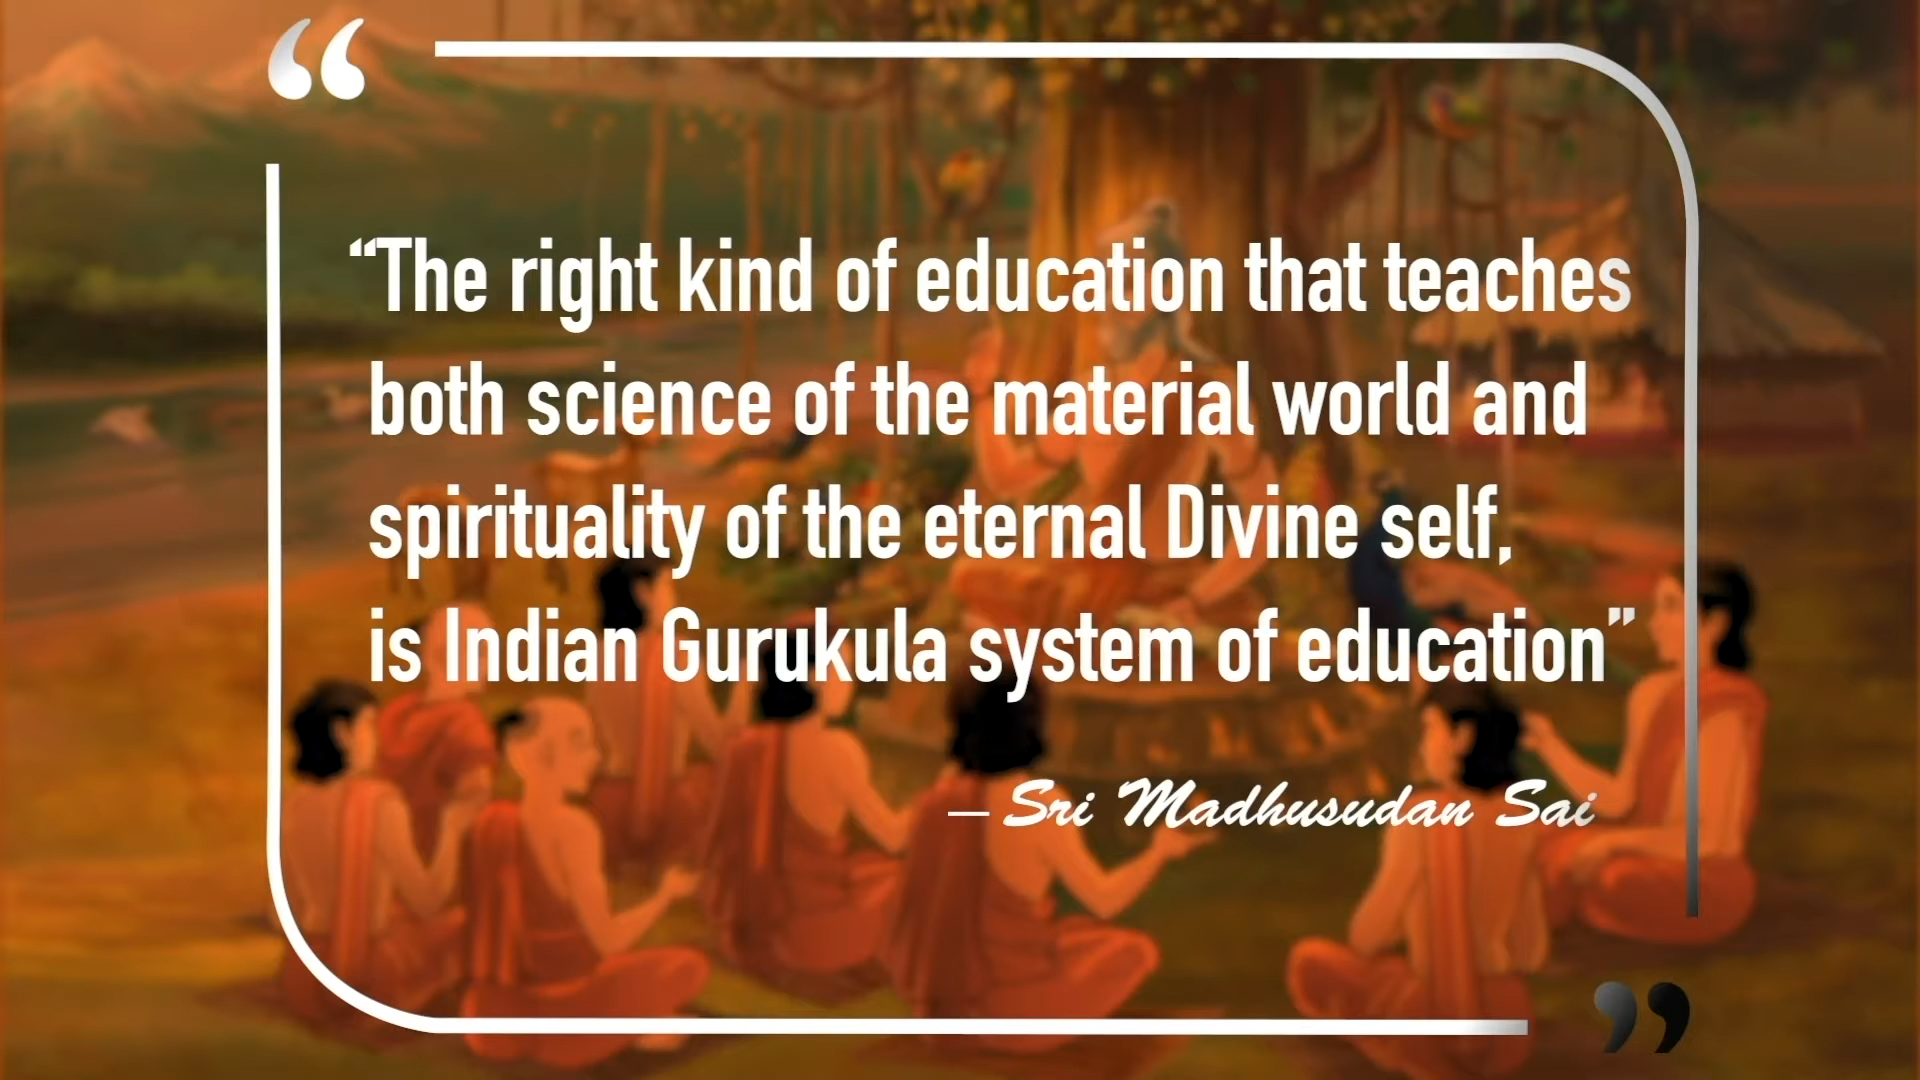 “The right kind of education that teaches
both science of the material world and
spirituality of the eternal Divine self,
is Indian Gurukula system of education”
— Sri Madhusudan Sai